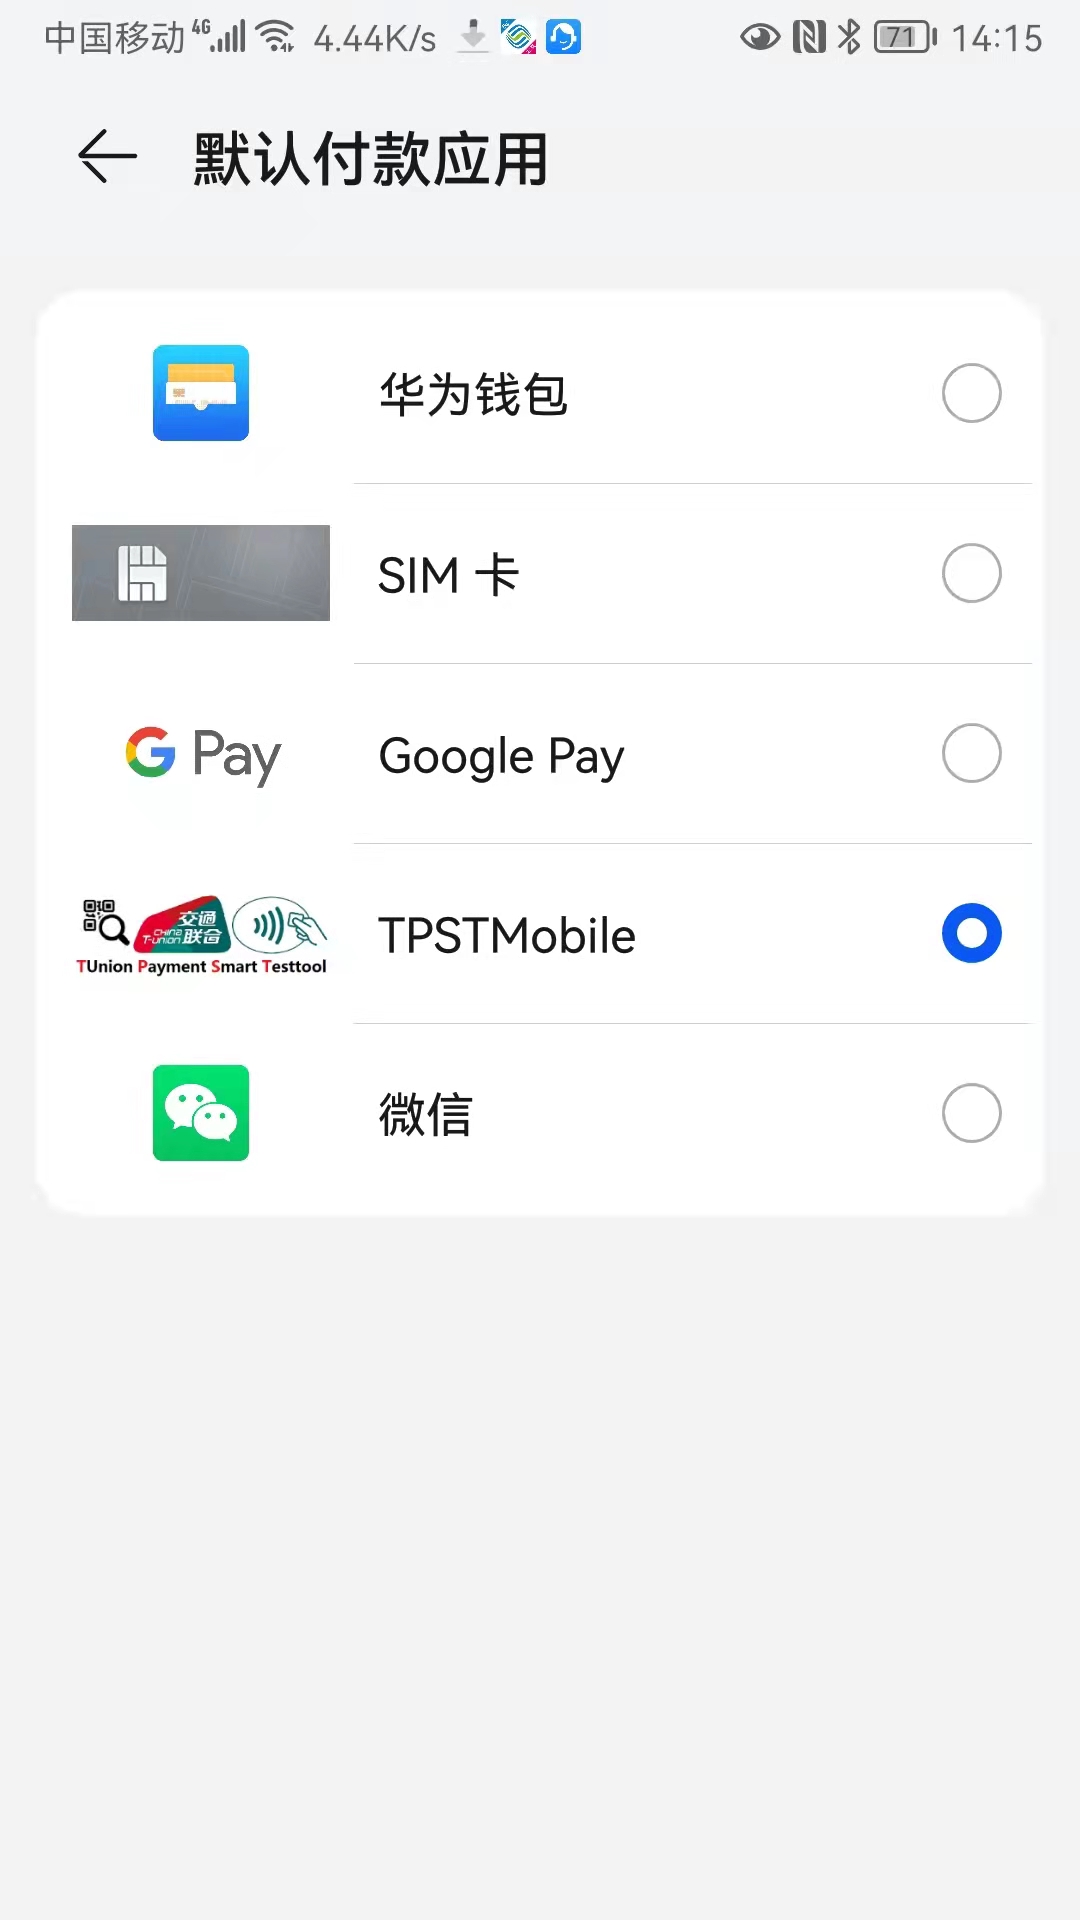 中国移动 4G 4.44K/s 71 14:15
默认付款应用
华为钱包
SIM 卡
G Pay Google Pay
交通
CHINA
T-UNION 联合
TUnion Payment Smart Testtool
TPSTMobile
微信